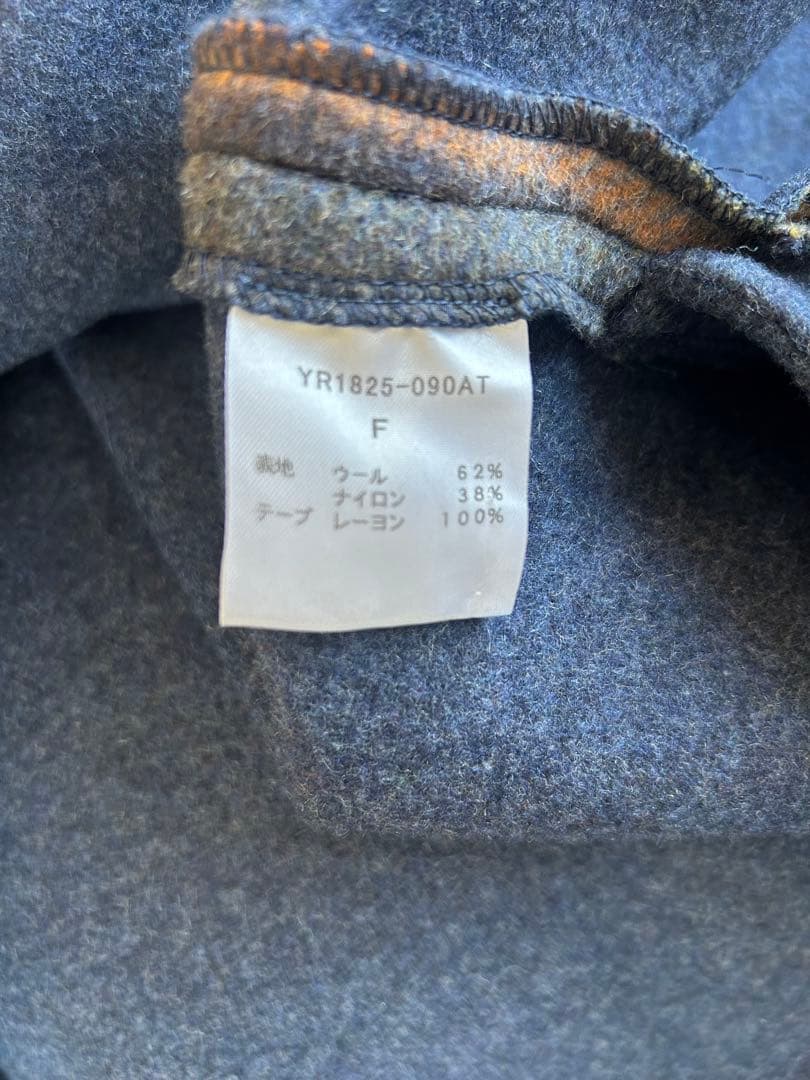 YR1825-090AT
F
表地 ウール 62%
ナイロン 38%
テープ レーヨン 100%